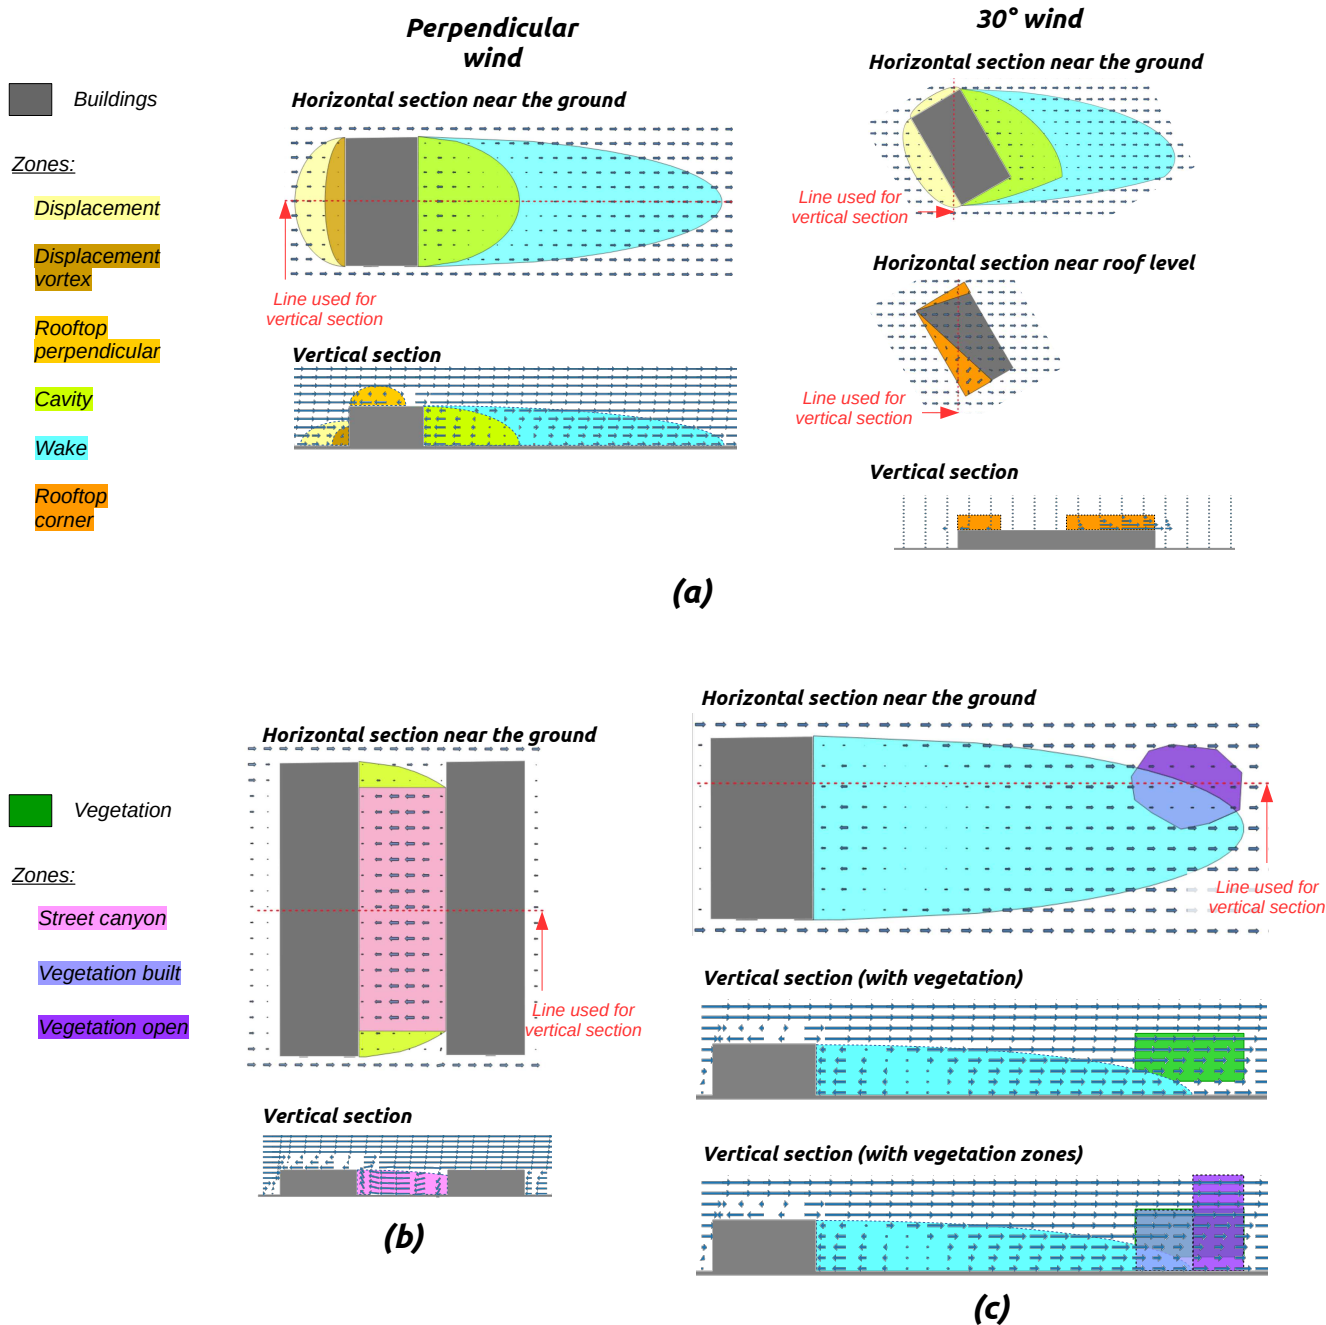 Perpendicular
wind
30° wind
Horizontal section near the ground
Buildings
Horizontal section near the ground
Zones:
Displacement
Displacement
vortex
Rooftop
perpendicular
Cavity
Wake
Rooftop
corner
Line used for
vertical section
Vertical section
Line used for
vertical section
Horizontal section near roof level
Line used for
vertical section
Vertical section
(a)
Horizontal section near the ground
Vegetation
Zones:
Street canyon
Vegetation built
Vegetation open
Line used for
vertical section
Vertical section
(b)
Horizontal section near the ground
Line used for
vertical section
Vertical section (with vegetation)
Vertical section (with vegetation zones)
(c)